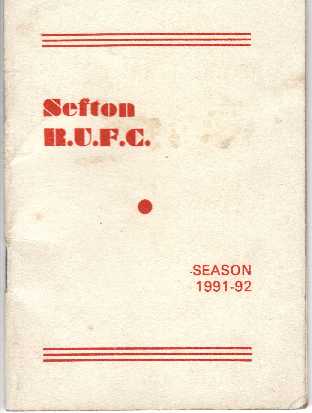 Sefton
R.U.F.C.
SEASON
1991-92